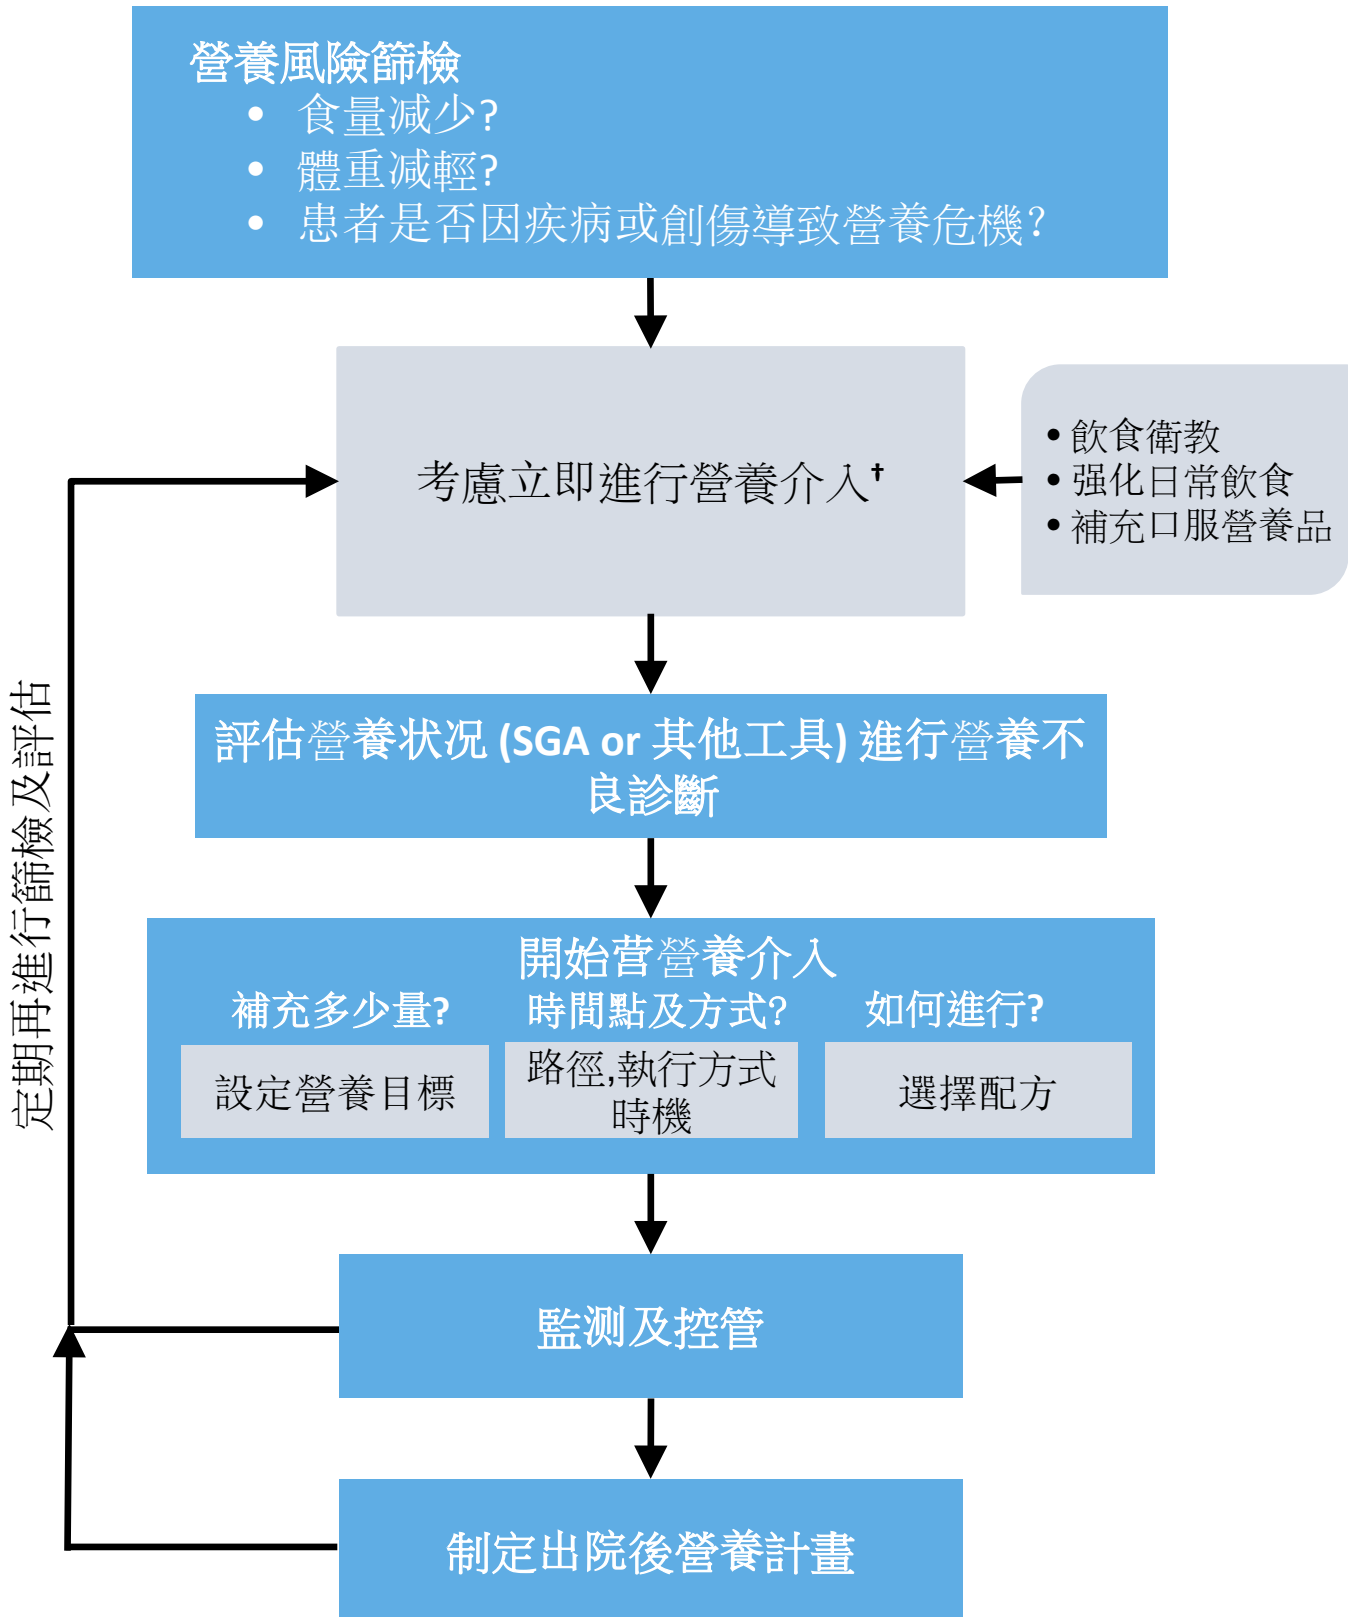 營養風險篩檢
• 食量減少?
• 體重減輕?
• 患者是否因疾病或創傷導致營養危機?
考慮立即進行營養介入†
• 飲食衛教
• 强化日常飲食
• 補充口服營養品
評估營養状况 (SGA or 其他工具) 進行營養不
良診斷
開始营營養介入
補充多少量?
時間點及方式?
如何進行?
設定營養目標
路徑,執行方式
時機
選擇配方
監测及控管
制定出院後營養計畫
定期再進行篩檢及評估